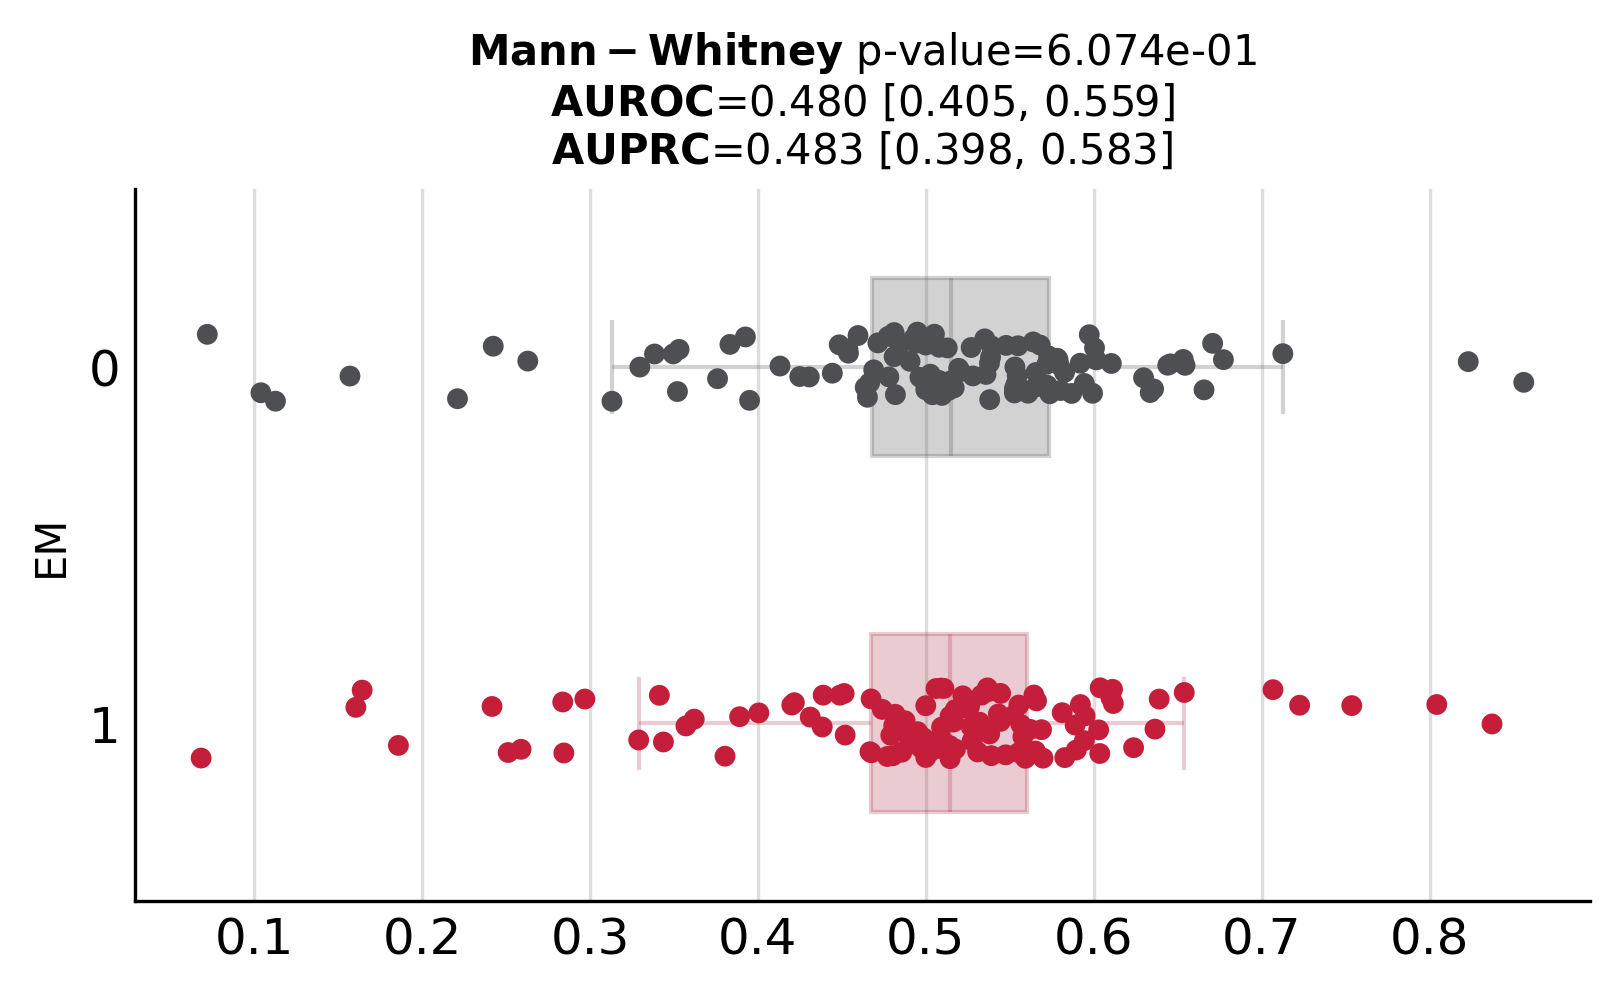 Mann − Whitney p-value=6.074e-01
AUROC=0.480 [0.405, 0.559]
AUPRC=0.483 [0.398, 0.583]
0
EM
1
0.1 0.2 0.3 0.4 0.5 0.6 0.7 0.8